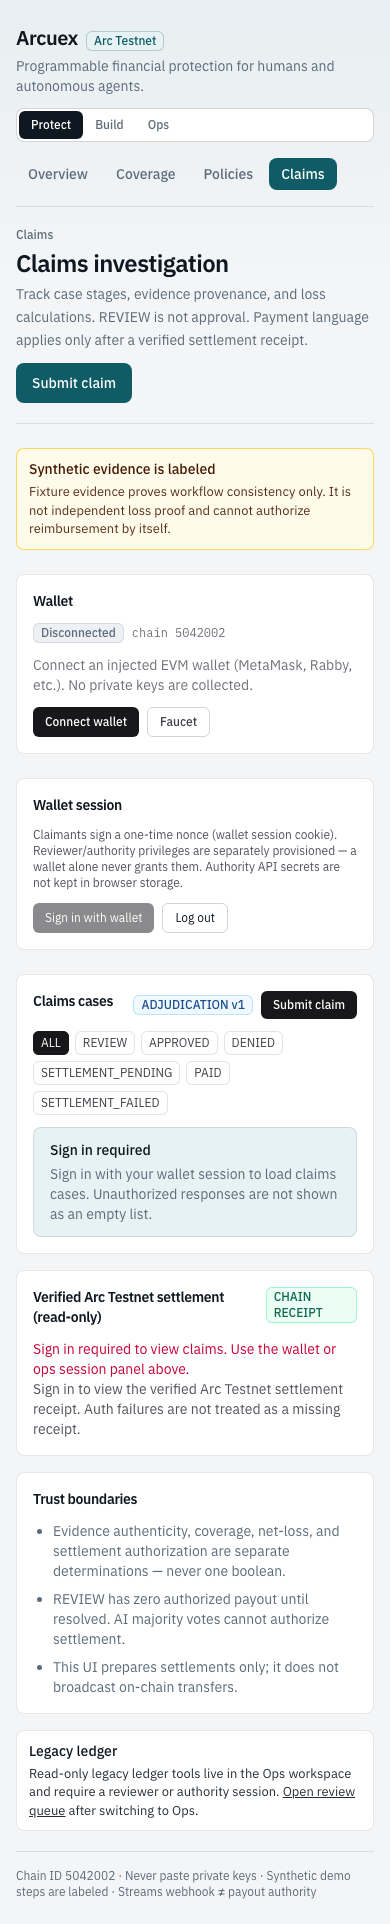 Arcuex Arc Testnet
Programmable financial protection for humans and
autonomous agents.
Protect Build Ops
Overview Coverage Policies Claims
Claims
Claims investigation
Track case stages, evidence provenance, and loss
calculations. REVIEW is not approval. Payment language
applies only after a verified settlement receipt.
Submit claim
Synthetic evidence is labeled
Fixture evidence proves workflow consistency only. It is
not independent loss proof and cannot authorize
reimbursement by itself.
Wallet
Disconnected chain 5042002
Connect an injected EVM wallet (MetaMask, Rabby,
etc.). No private keys are collected.
Connect wallet Faucet
Wallet session
Claimants sign a one-time nonce (wallet session cookie).
Reviewer/authority privileges are separately provisioned — a
wallet alone never grants them. Authority API secrets are
not kept in browser storage.
Sign in with wallet Log out
Claims cases ADJUDICATION v1 Submit claim
ALL REVIEW APPROVED DENIED
SETTLEMENT_PENDING PAID
SETTLEMENT_FAILED
Sign in required
Sign in with your wallet session to load claims
cases. Unauthorized responses are not shown
as an empty list.
Verified Arc Testnet settlement
(read-only)
CHAIN
RECEIPT
Sign in required to view claims. Use the wallet or
ops session panel above.
Sign in to view the verified Arc Testnet settlement
receipt. Auth failures are not treated as a missing
receipt.
Trust boundaries
• Evidence authenticity, coverage, net-loss, and
settlement authorization are separate
determinations — never one boolean.
• REVIEW has zero authorized payout until
resolved. AI majority votes cannot authorize
settlement.
• This UI prepares settlements only; it does not
broadcast on-chain transfers.
Legacy ledger
Read-only legacy ledger tools live in the Ops workspace
and require a reviewer or authority session. Open review
queue after switching to Ops.
Chain ID 5042002 · Never paste private keys · Synthetic demo
steps are labeled · Streams webhook ≠ payout authority